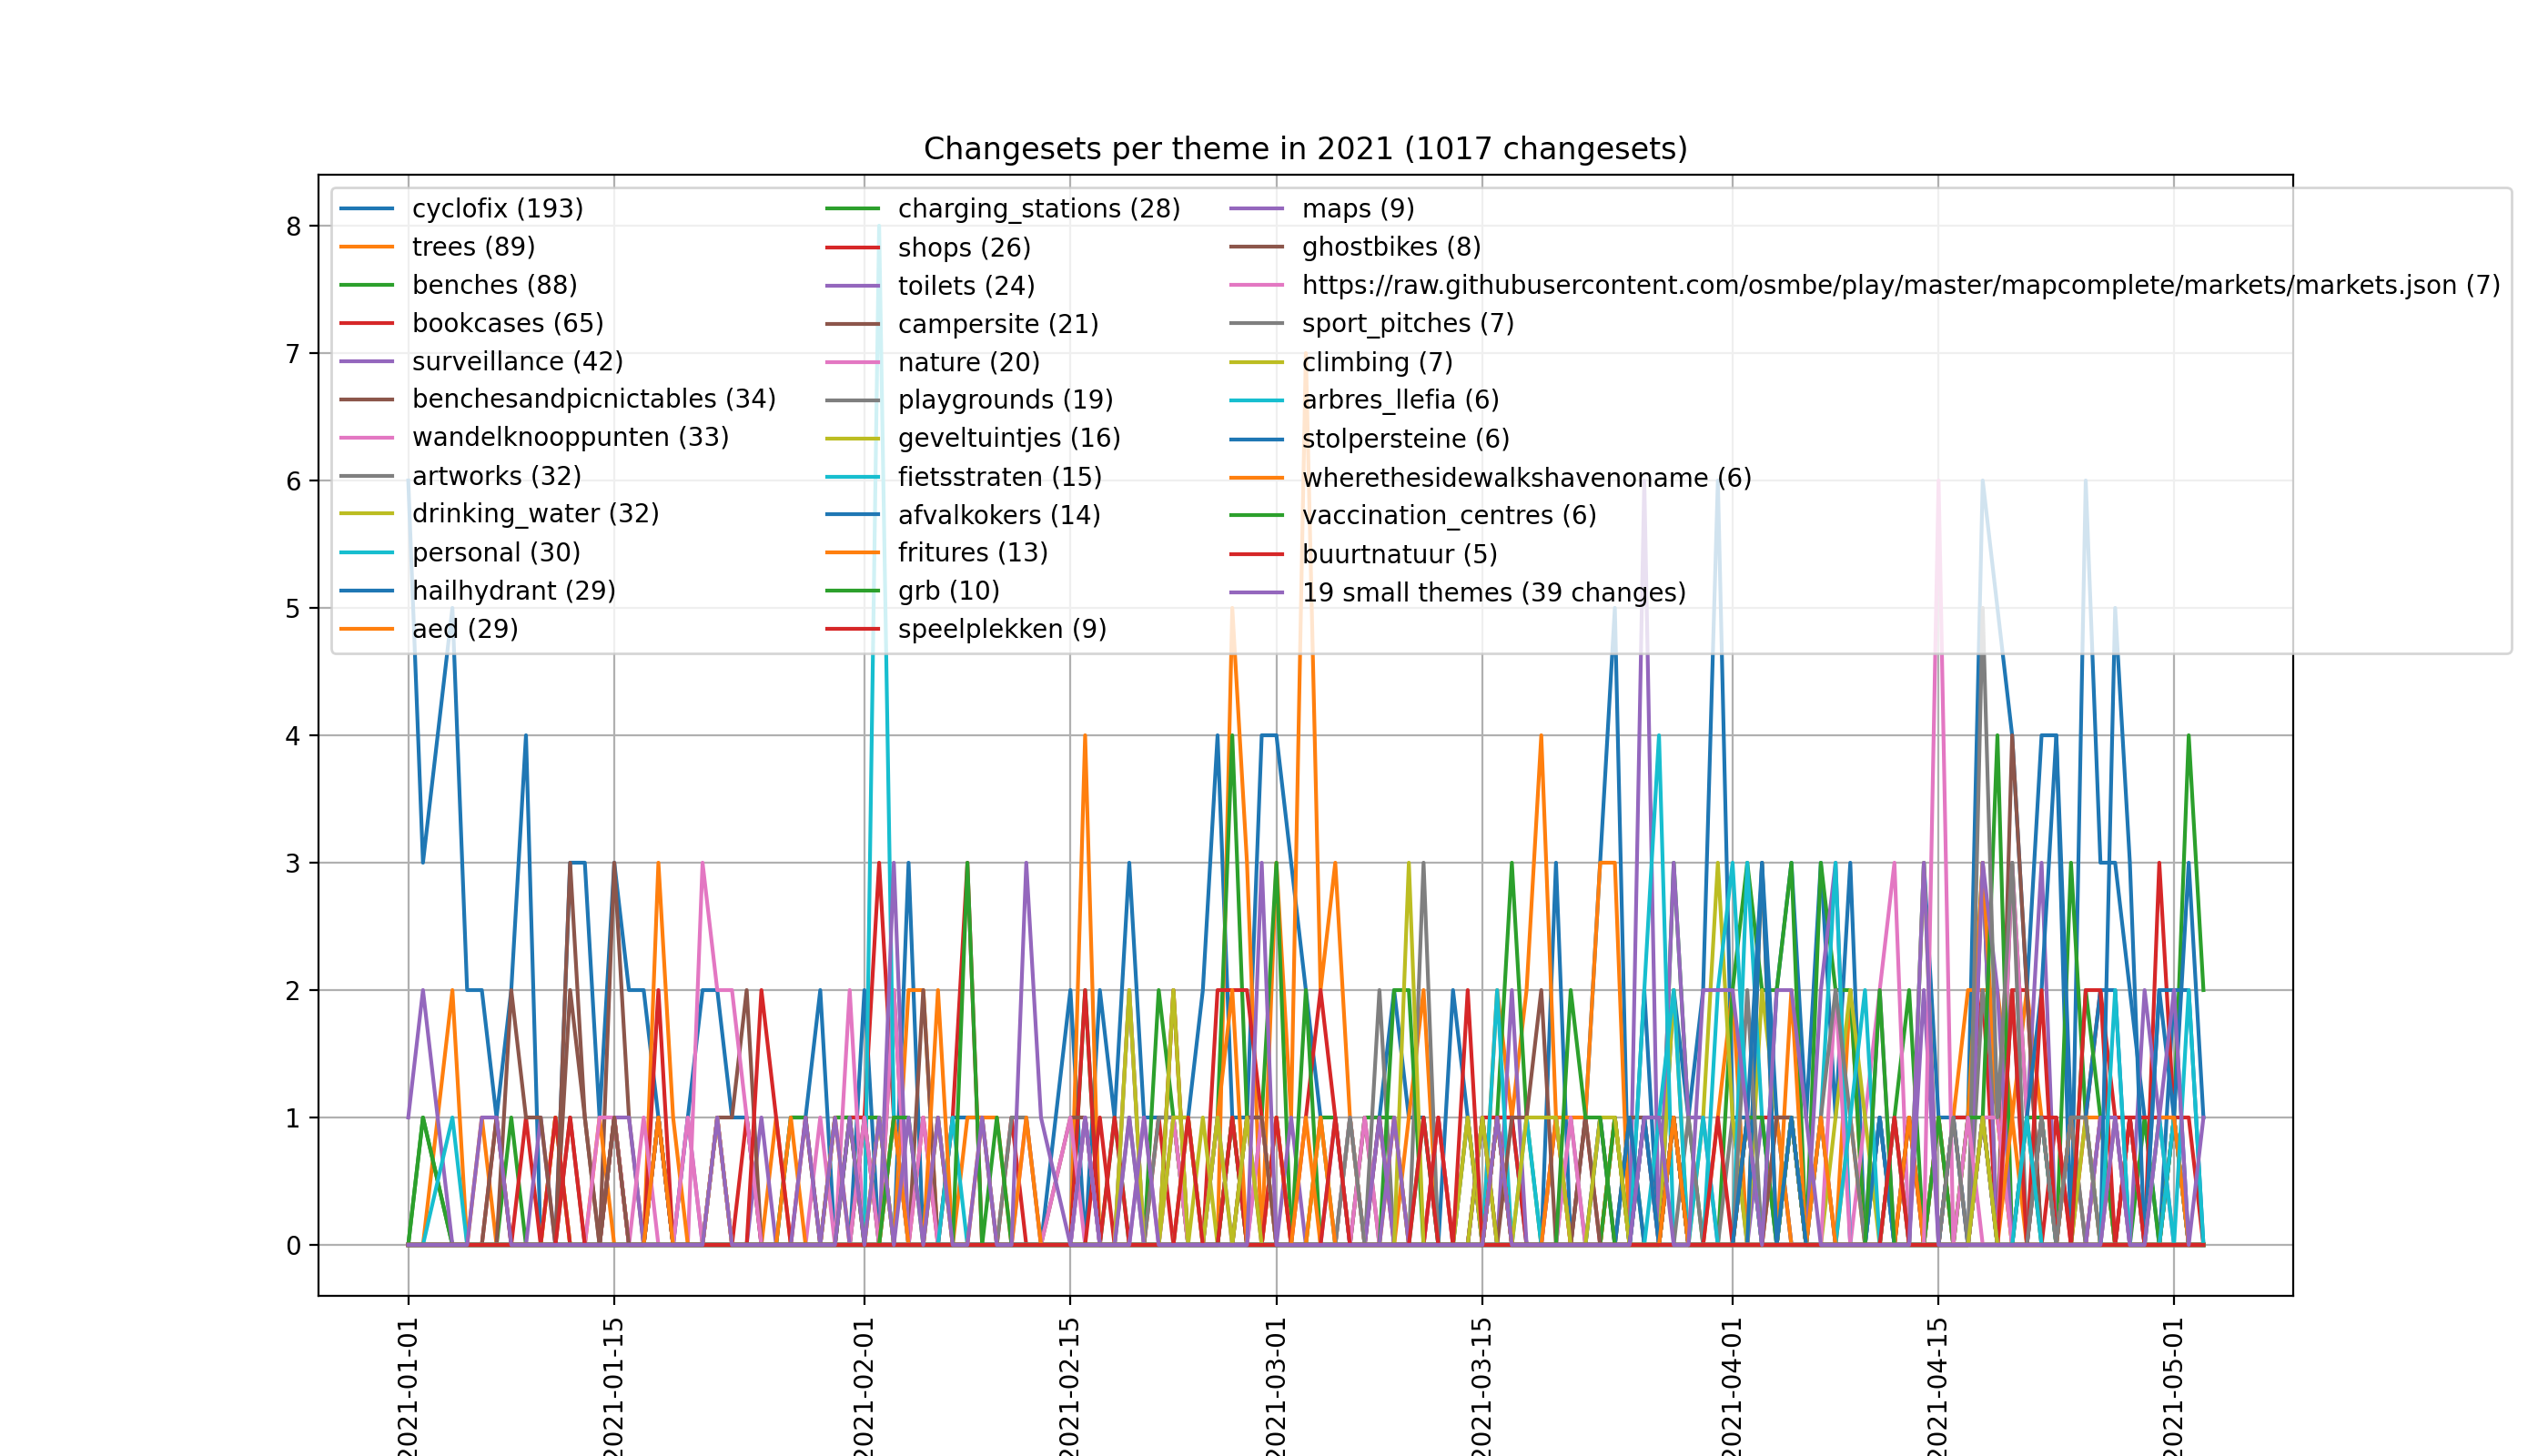 Changesets per theme in 2021 (1017 changesets)
cyclofix (193)
trees (89)
benches (88)
bookcases (65)
surveillance (42)
benchesandpicnictables (34)
wandelknooppunten (33)
artworks (32)
drinking_water (32)
personal (30)
hailhydrant (29)
aed (29)
charging_stations (28)
shops (26)
toilets (24)
campersite (21)
nature (20)
playgrounds (19)
geveltuintjes (16)
fietsstraten (15)
afvalkokers (14)
fritures (13)
grb (10)
speelplekken (9)
maps (9)
ghostbikes (8)
https://raw.githubusercontent.com/osmbe/play/master/mapcomplete/markets/markets.json (7)
sport_pitches (7)
climbing (7)
arbres_llefia (6)
stolpersteine (6)
wherethesidewalkshavenoname (6)
vaccination_centres (6)
buurtnatuur (5)
19 small themes (39 changes)
8
7
6
5
4
3
2
1
0
2021-01-01
2021-01-15
2021-02-01
2021-02-15
2021-03-01
2021-03-15
2021-04-01
2021-04-15
2021-05-01